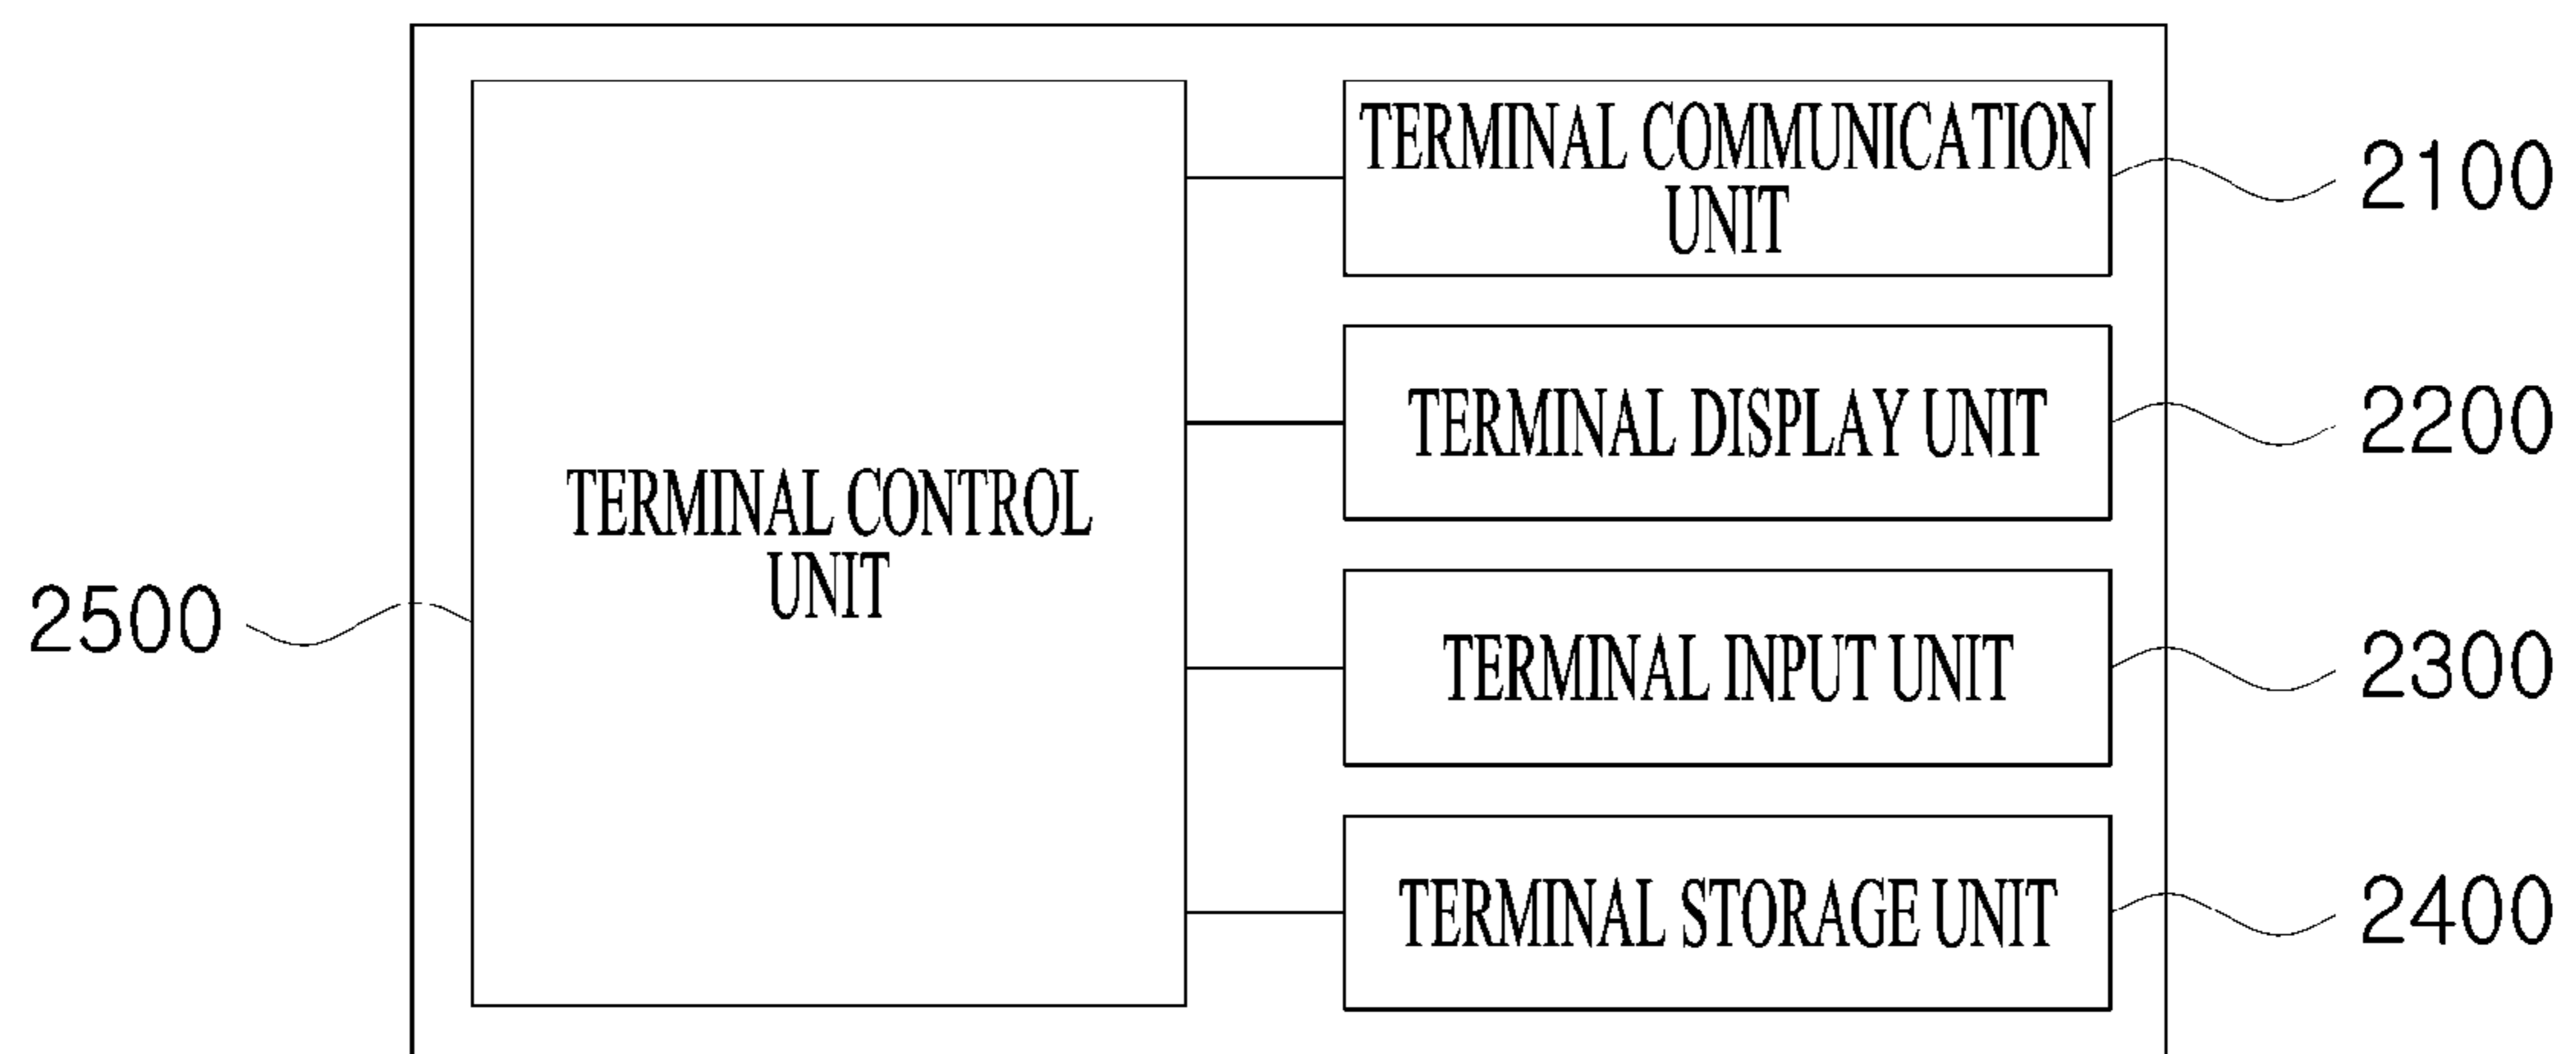 TERMINAL CONTROL
UNIT
2500
TERMINAL COMMUNICATION
UNIT
2100
TERMINAL DISPLAY UNIT
2200
TERMINAL INPUT UNIT
2300
TERMINAL STORAGE UNIT
2400